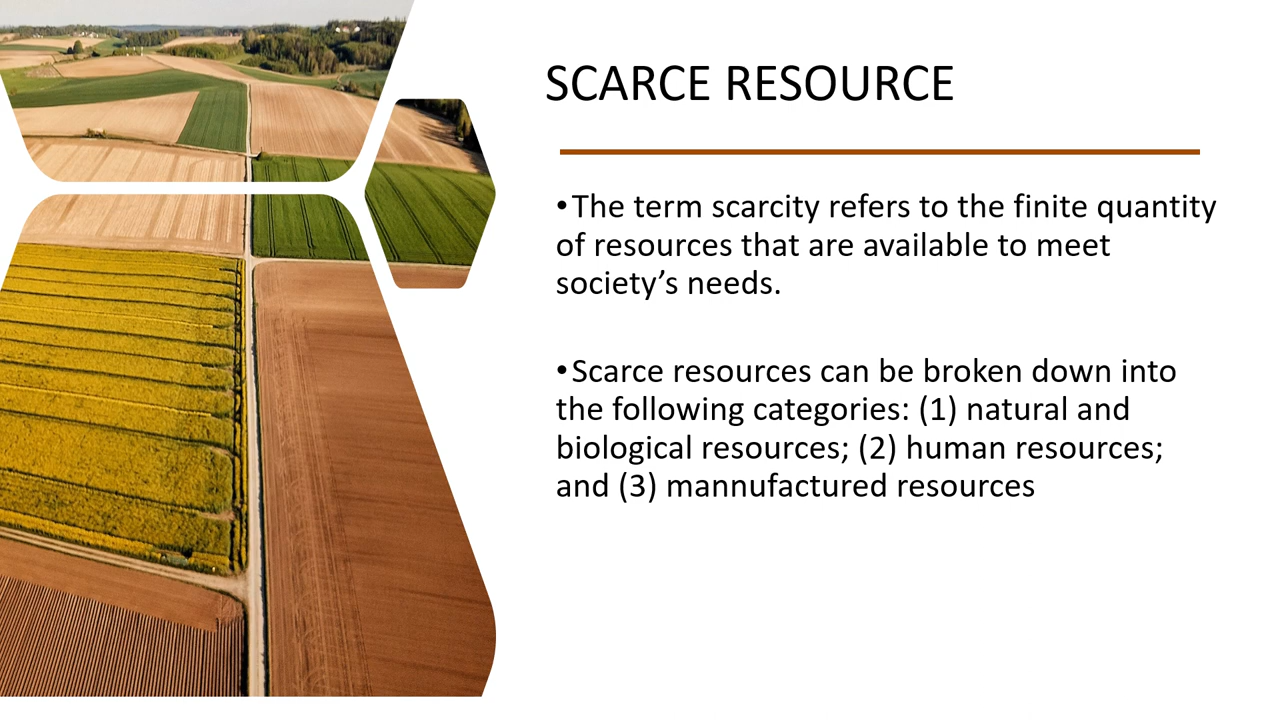 SCARCE RESOURCE
•The term scarcity refers to the finite quantity
of resources that are available to meet
society’s needs.
•Scarce resources can be broken down into
the following categories: (1) natural and
biological resources; (2) human resources;
and (3) mannufactured resources